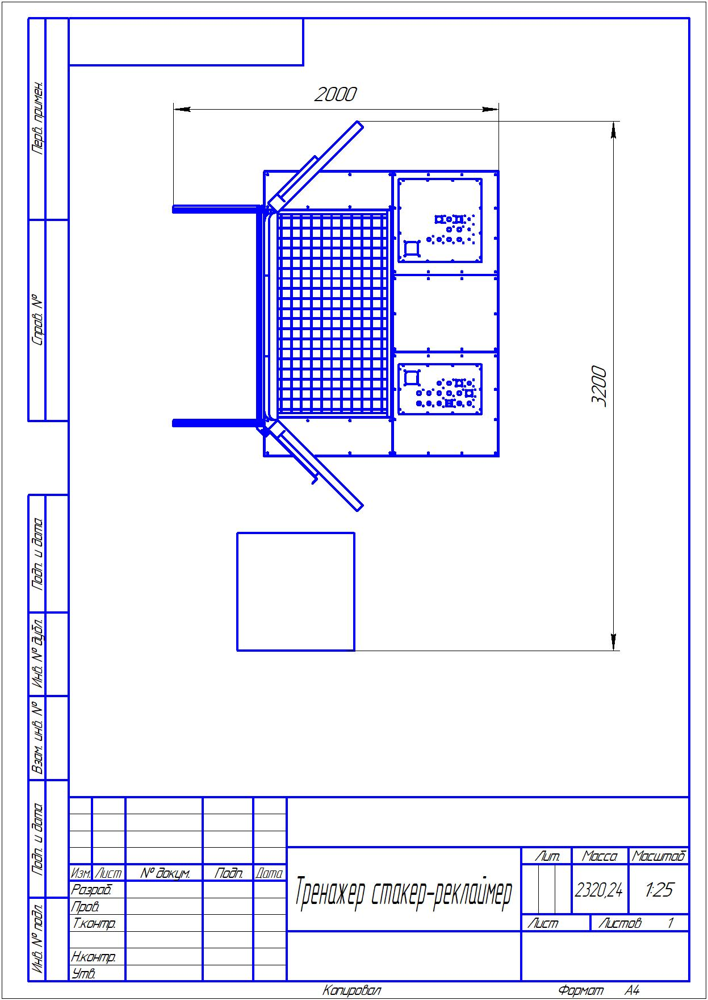 2000
3200
Перв. примен.
Справ. №
Подп. и дата
Инв. № дубл.
Взам. инв. №
Подп. и дата
Инв. № подл.
Лит. Масса Масштаб
Изм. Лист № докум. Подп. Дата
Разраб.
Пров.
Т.контр.
Н.контр.
Утв.
Тренажер стакер-реклаймер
2320,24 1:25
Лист Листов 1
Копировал Формат А4